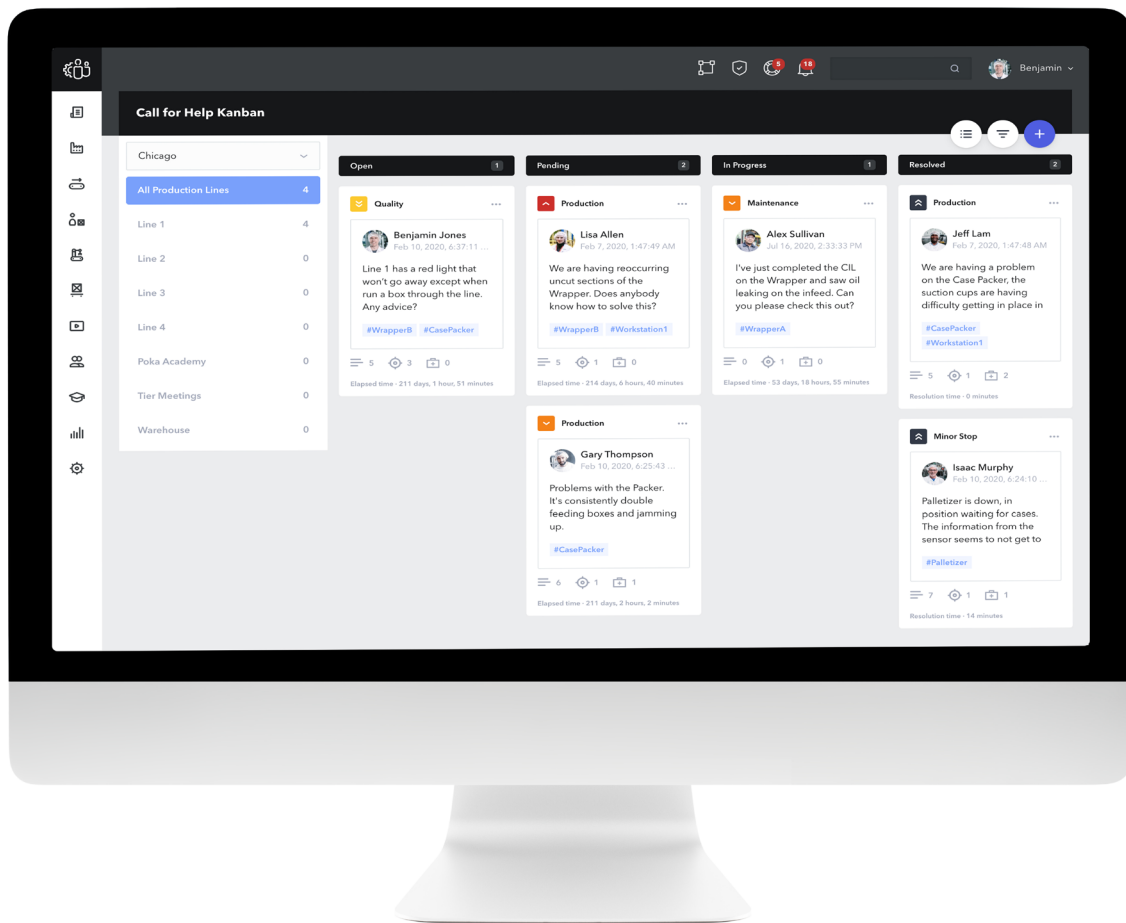 5
18
Benjamin
Call for Help Kanban
Chicago
All Production Lines 4
Line 1 4
Line 2 0
Line 3 0
Line 4 0
Poka Academy 0
Tier Meetings 0
Warehouse 0
Open 1
Quality
Benjamin Jones
Feb 10, 2020, 6:37:11 ...
Line 1 has a red light that
won't go away except when
run a box through the line.
Any advice?
#WrapperB #CasePacker
5 3 0
Elapsed time - 211 days, 1 hour, 51 minutes
Pending 2
Production
Lisa Allen
Feb 7, 2020, 1:47:49 AM
We are having reoccurring
uncut sections of the
Wrapper. Does anybody
know how to solve this?
#WrapperB #Workstation1
5 1 0
Elapsed time - 214 days, 6 hours, 40 minutes
Production
Gary Thompson
Feb 10, 2020, 6:25:43 ...
Problems with the Packer.
It's consistently double
feeding boxes and jamming
up.
#CasePacker
6 1 1
Elapsed time - 211 days, 2 hours, 2 minutes
In Progress 1
Maintenance
Alex Sullivan
Jul 16, 2020, 2:33:33 PM
I've just completed the CIL
on the Wrapper and saw oil
leaking on the infeed. Can
you please check this out?
#WrapperA
0 1 0
Elapsed time - 53 days, 18 hours, 55 minutes
Resolved 2
Production
Jeff Lam
Feb 7, 2020, 1:47:48 AM
We are having a problem
on the Case Packer, the
suction cups are having
difficulty getting in place in
#CasePacker
#Workstation1
5 1 2
Resolution time - 0 minutes
Minor Stop
Isaac Murphy
Feb 10, 2020, 6:24:10 ...
Palletizer is down, in
position waiting for cases.
The information from the
sensor seems to not get to
#Palletizer
7 1 1
Resolution time - 14 minutes